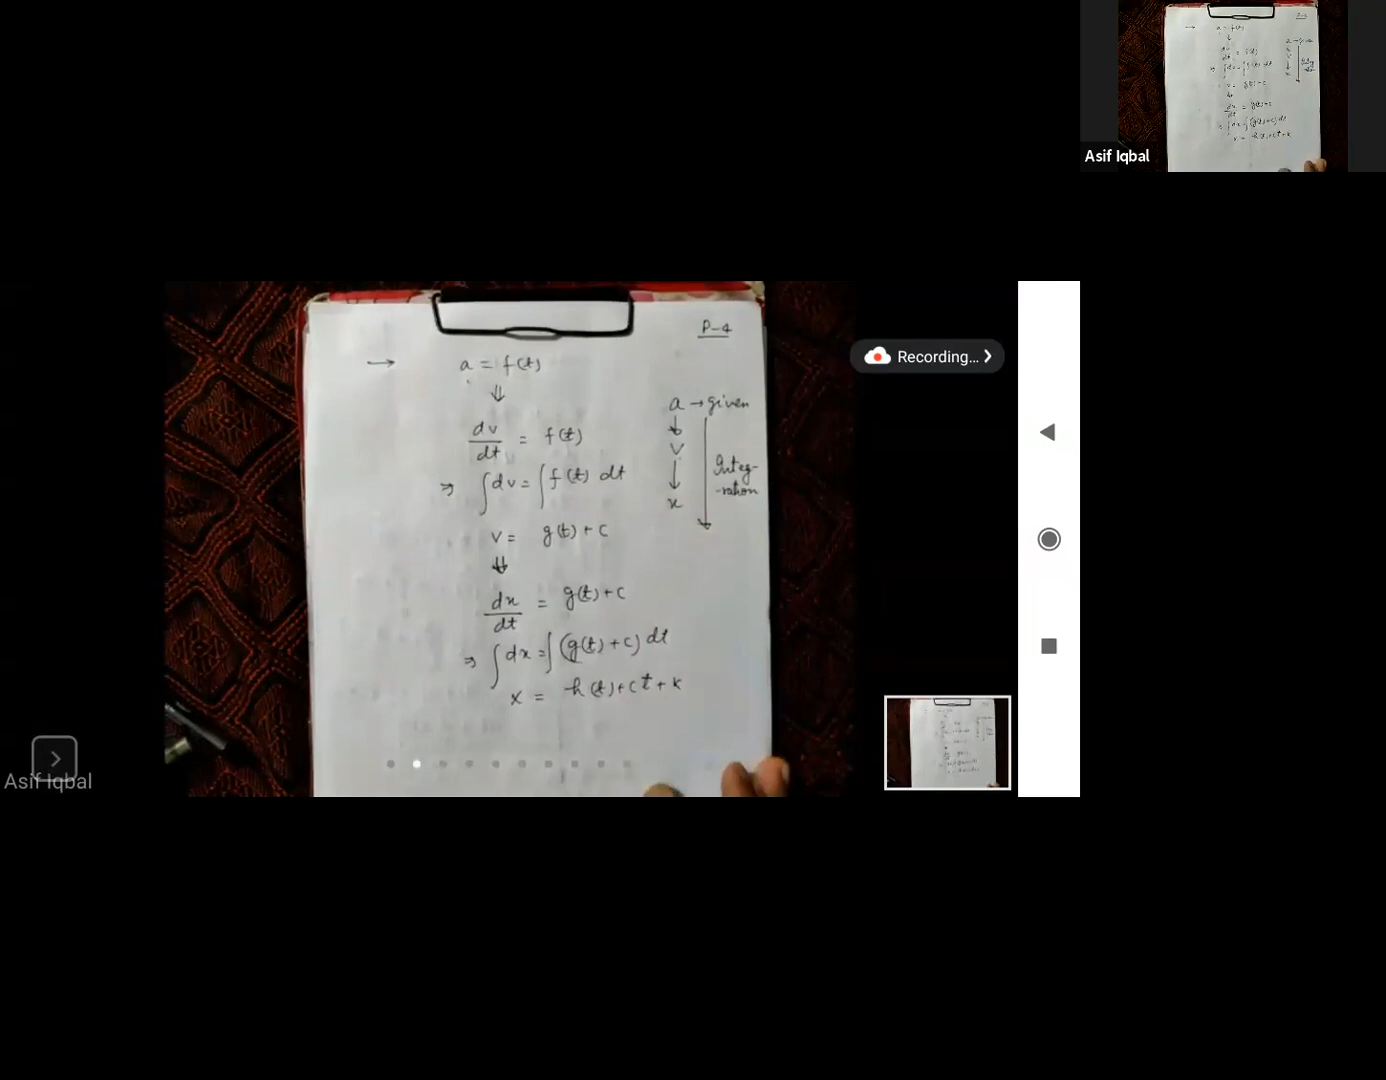 Asif Iqbal
P-4
→ a = f(t)
⇓
dv/dt = f(t)
⇒ ∫dv = ∫f(t) dt
v = g(t) + c
⇓
dx/dt = g(t) + c
⇒ ∫dx = ∫(g(t) + c) dt
x = h(t) + ct + k
a → given
↓
v
↓
x
Integ-
-ration
Recording...
Asif Iqbal